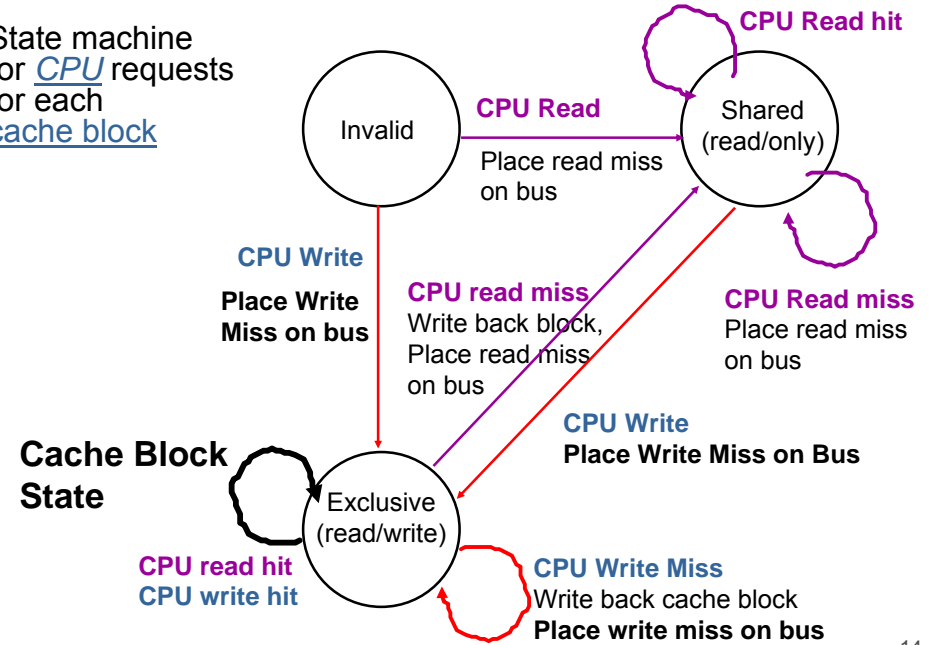 State machine
or CPU requests
or each
cache block
CPU Read hit
Invalid
CPU Read
Place read miss
on bus
Shared
(read/only)
CPU Write
Place Write
Miss on bus
CPU read miss
Write back block,
Place read miss
on bus
CPU Read miss
Place read miss
on bus
CPU Write
Place Write Miss on Bus
Cache Block
State
Exclusive
(read/write)
CPU read hit
CPU write hit
CPU Write Miss
Write back cache block
Place write miss on bus